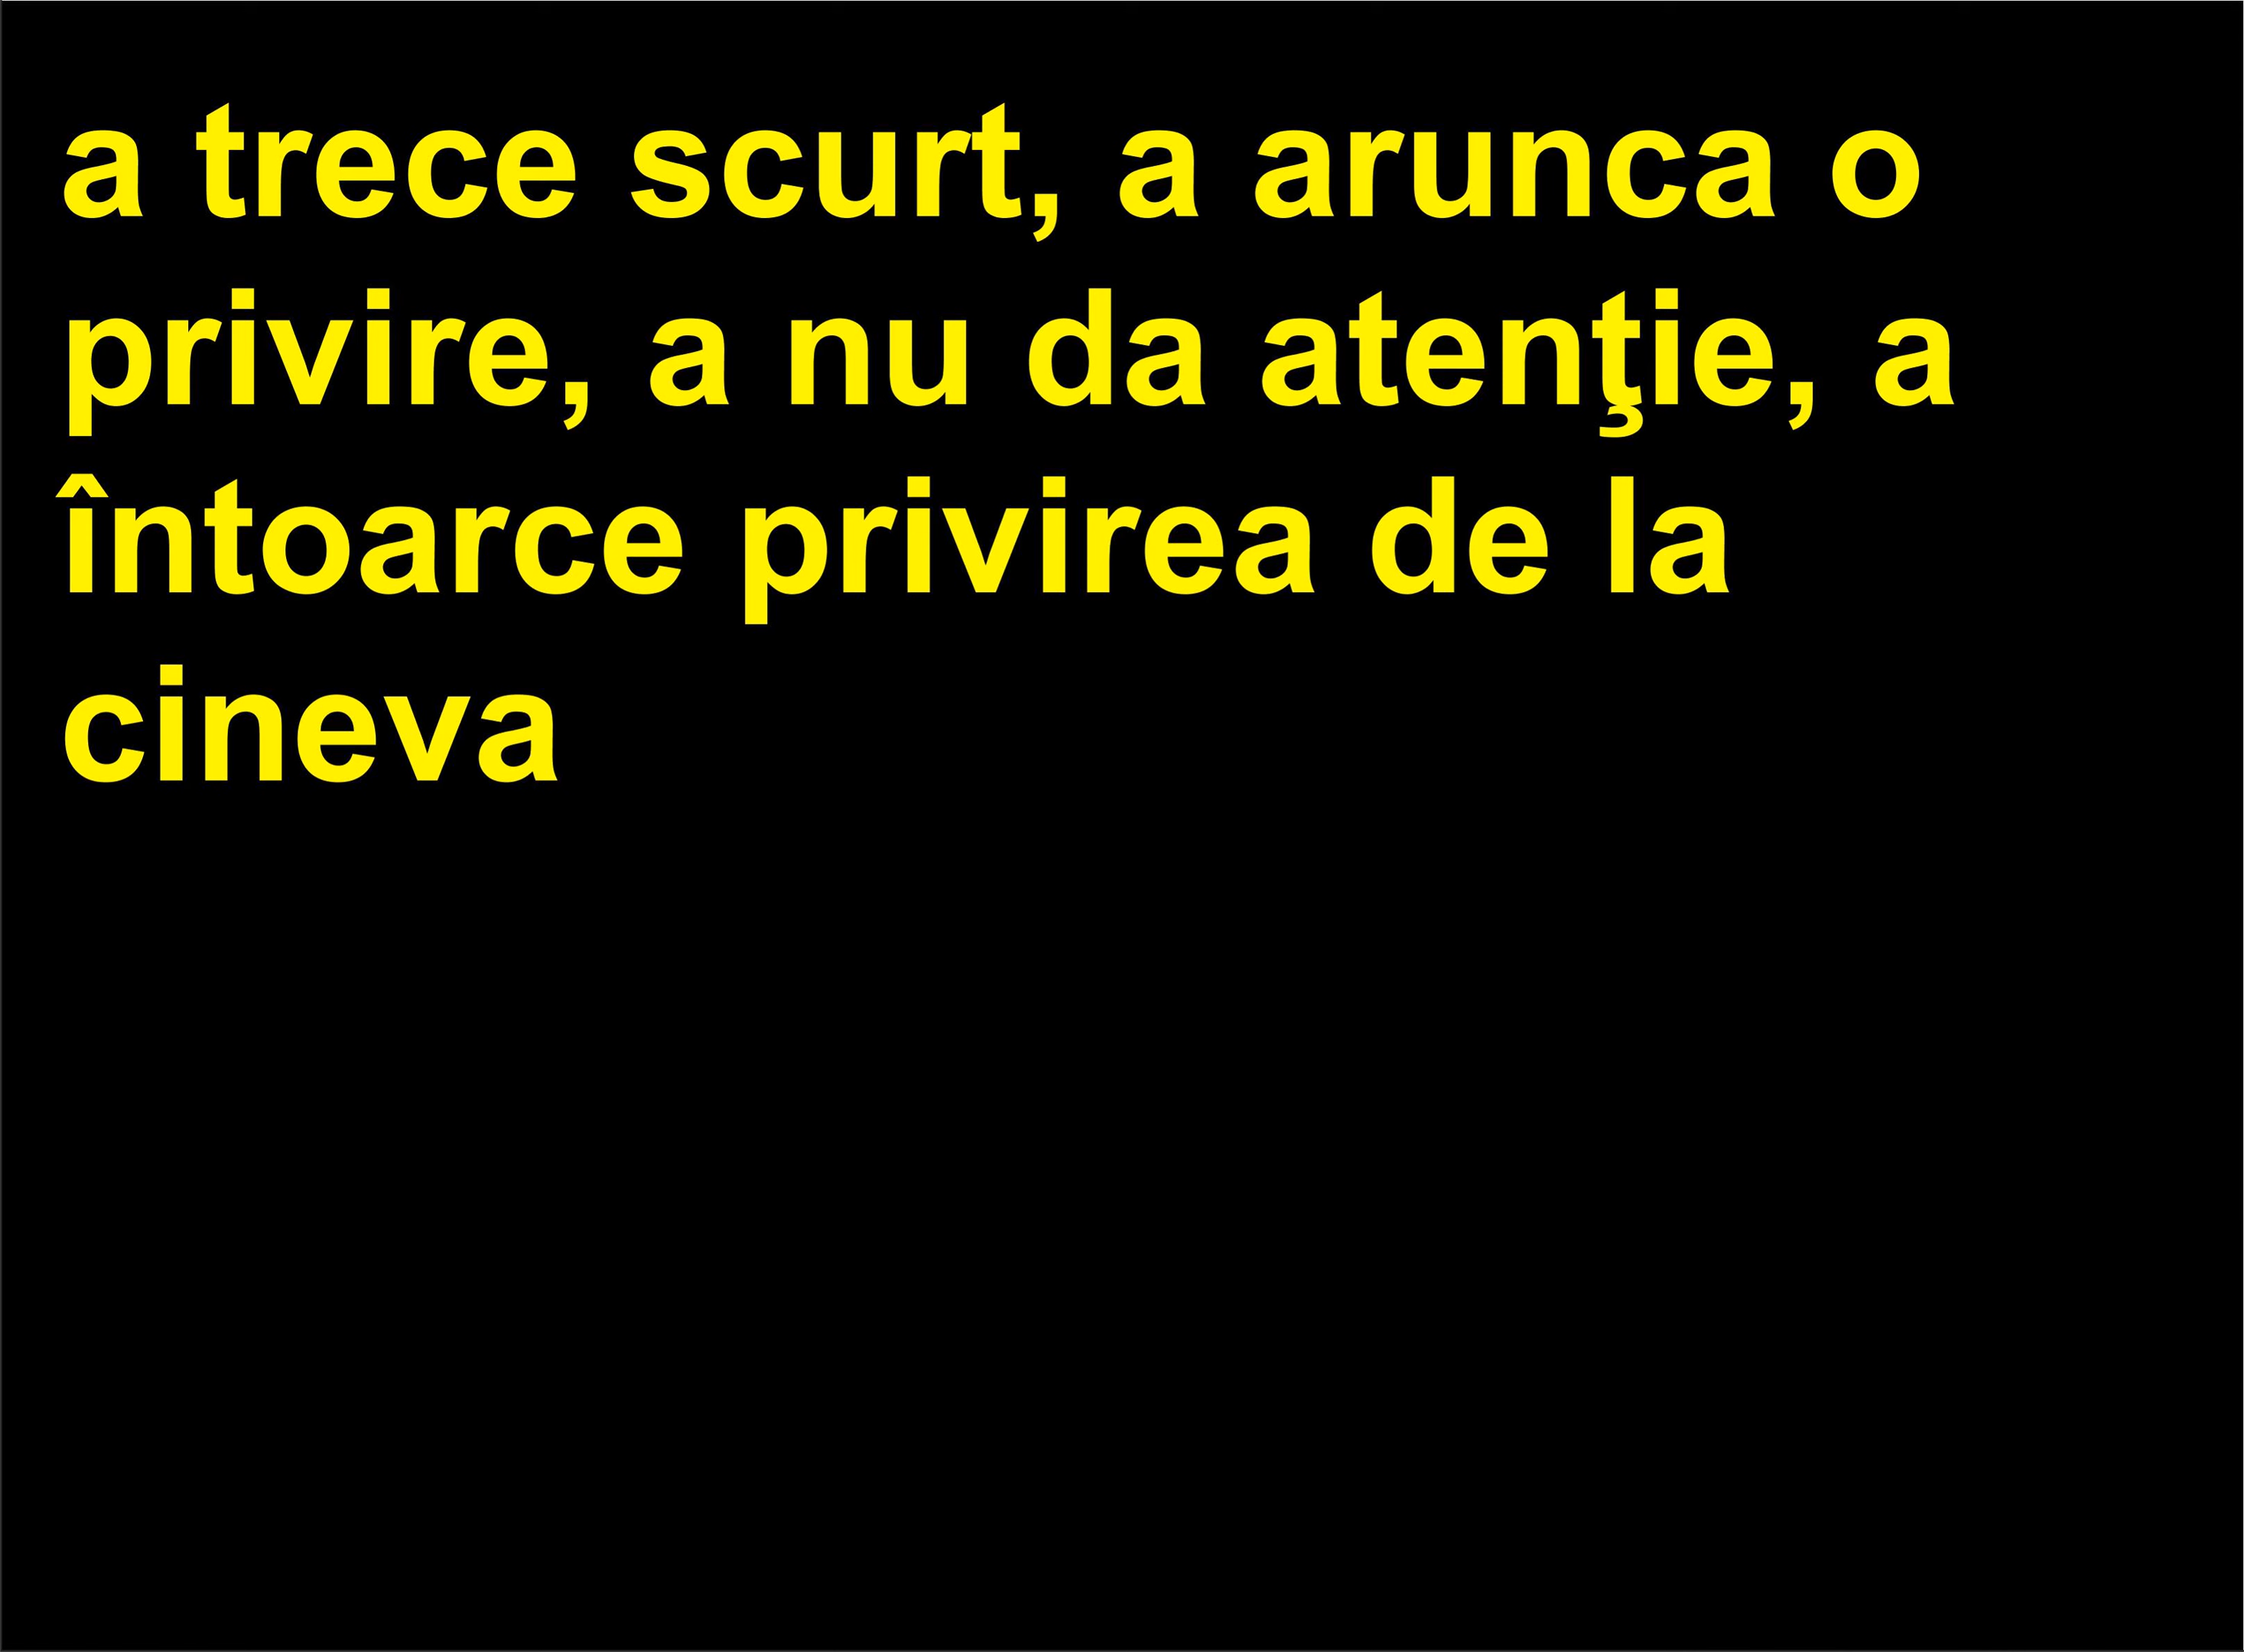 a trece scurt, a arunca o
privire, a nu da atenţie, a
întoarce privirea de la
cineva